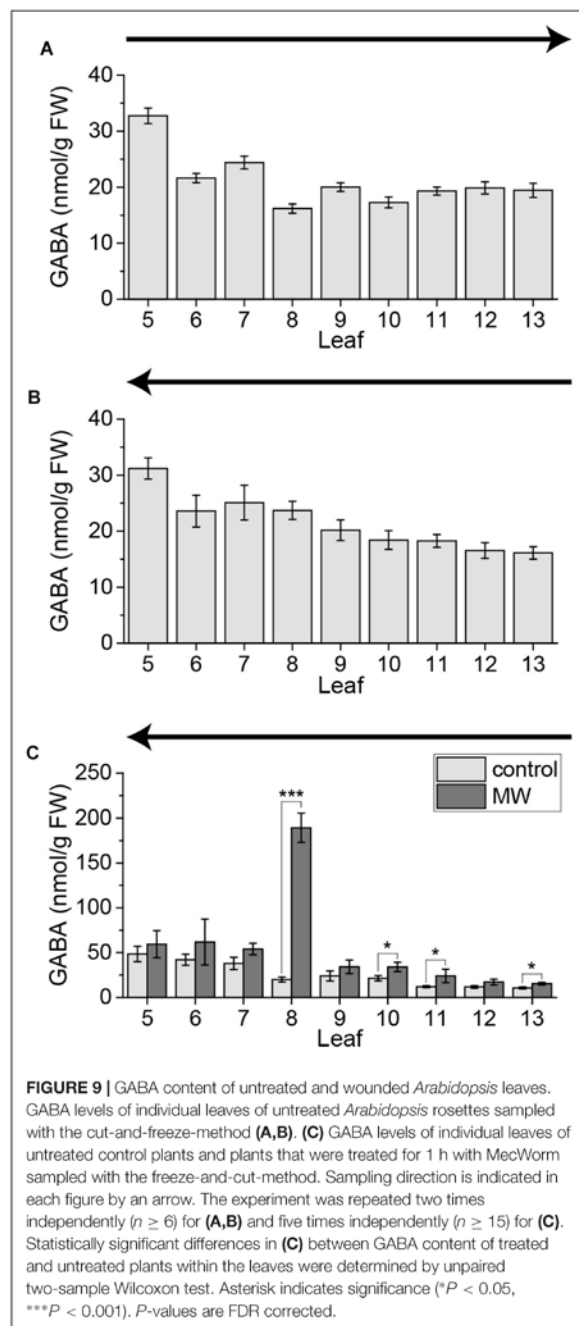 A
GABA (nmol/g FW)
40
30
20
10
0
5 6 7 8 9 10 11 12 13
Leaf
B
GABA (nmol/g FW)
40
30
20
10
0
5 6 7 8 9 10 11 12 13
Leaf
C
GABA (nmol/g FW)
250
200
150
100
50
0
control
MW
***
*
*
*
5 6 7 8 9 10 11 12 13
Leaf
FIGURE 9 | GABA content of untreated and wounded Arabidopsis leaves.
GABA levels of individual leaves of untreated Arabidopsis rosettes sampled
with the cut-and-freeze-method (A,B). (C) GABA levels of individual leaves of
untreated control plants and plants that were treated for 1 h with MecWorm
sampled with the freeze-and-cut-method. Sampling direction is indicated in
each figure by an arrow. The experiment was repeated two times
independently (n ≥ 6) for (A,B) and five times independently (n ≥ 15) for (C).
Statistically significant differences in (C) between GABA content of treated
and untreated plants within the leaves were determined by unpaired
two-sample Wilcoxon test. Asterisk indicates significance (*P < 0.05,
***P < 0.001). P-values are FDR corrected.